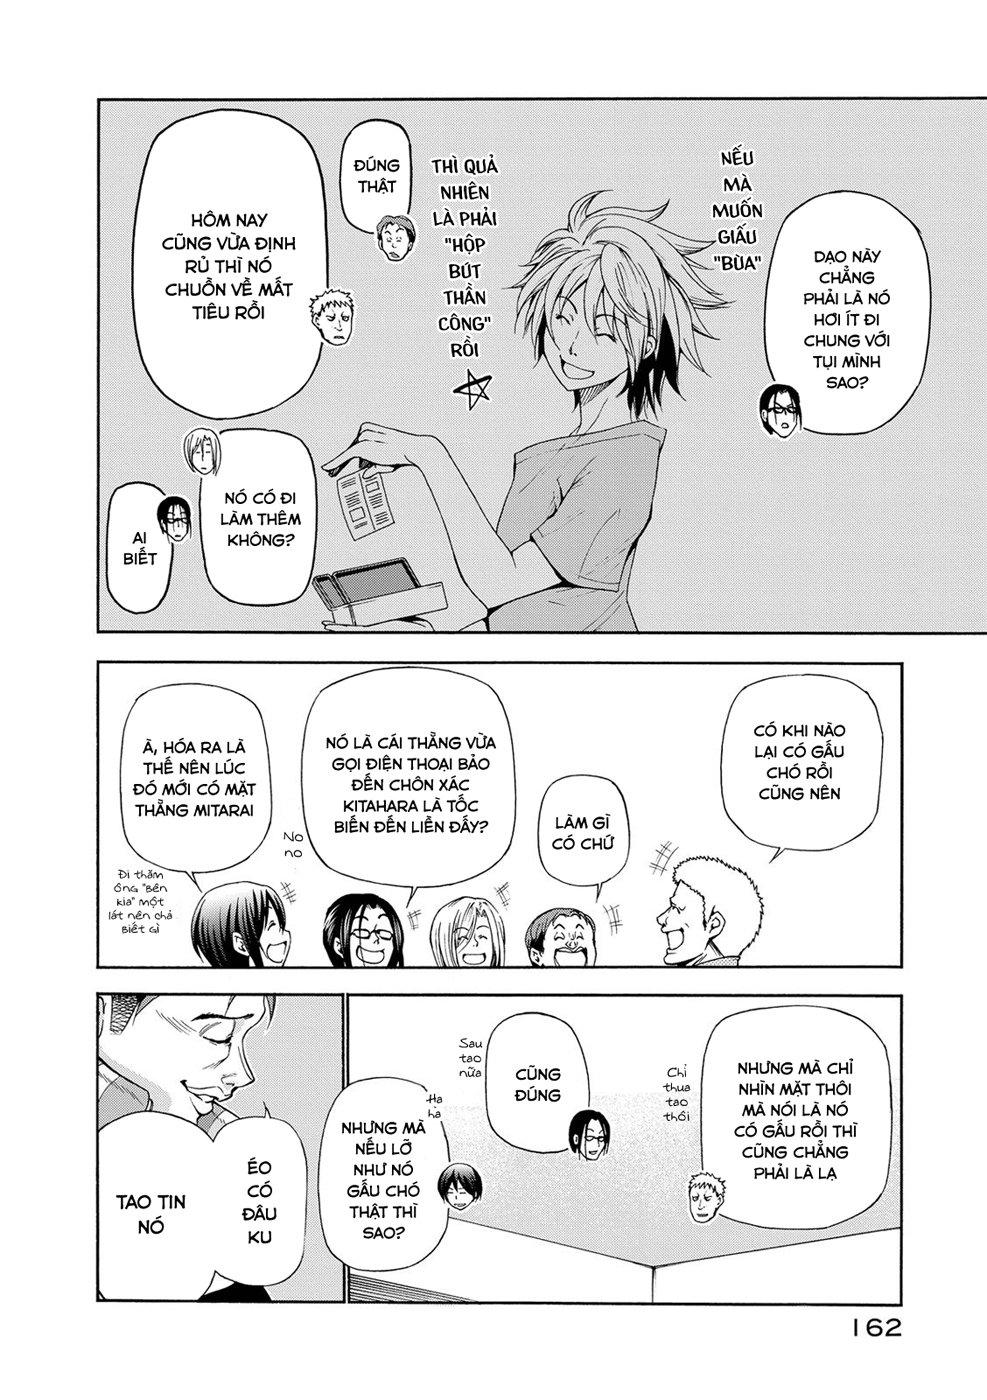 DẠO NÀY
CHẲNG
PHẢI LÀ NÓ
HƠI ÍT ĐI
CHUNG VỚI
TỤI MÌNH
SAO?
NẾU
MÀ
MUỐN
GIẤU
"BÙA"
THÌ QUẢ
NHIÊN
LÀ PHẢI
"HỘP
BÚT
THẦN
CÔNG"
RỒI
ĐÚNG
THẬT
HÔM NAY
CŨNG VỪA ĐỊNH
RỦ THÌ NÓ
CHUỒN VỀ MẤT
TIÊU RỒI
NÓ CÓ ĐI
LÀM THÊM
KHÔNG?
AI
BIẾT
CÓ KHI NÀO
LẠI CÓ GẤU
CHÓ RỒI
CŨNG NÊN
LÀM GÌ
CÓ CHỨ
NÓ LÀ CÁI THẰNG VỪA
GỌI ĐIỆN THOẠI BẢO
ĐẾN CHÔN XÁC
KITAHARA LÀ TỐC
BIẾN ĐẾN LIỀN ĐẤY?
No
no
À, HÓA RA LÀ
THẾ NÊN LÚC
ĐÓ MỚI CÓ MẶT
THẰNG MITARAI
Đi thăm
ông "bên
kia" một
lát nên chả
biết gì
NHƯNG MÀ CHỈ
NHÌN MẶT THÔI
MÀ NÓI LÀ NÓ
CÓ GẤU RỒI THÌ
CŨNG CHẲNG
PHẢI LÀ LẠ
Chỉ
thua
tao
thôi
CŨNG
ĐÚNG
Sau
tao
nữa
NHƯNG MÀ
NẾU LỠ
NHƯ NÓ
GẤU CHÓ
THẬT THÌ
SAO?
Ha
hà
ÉO
CÓ
ĐÂU
KU
TAO TIN
NÓ
162